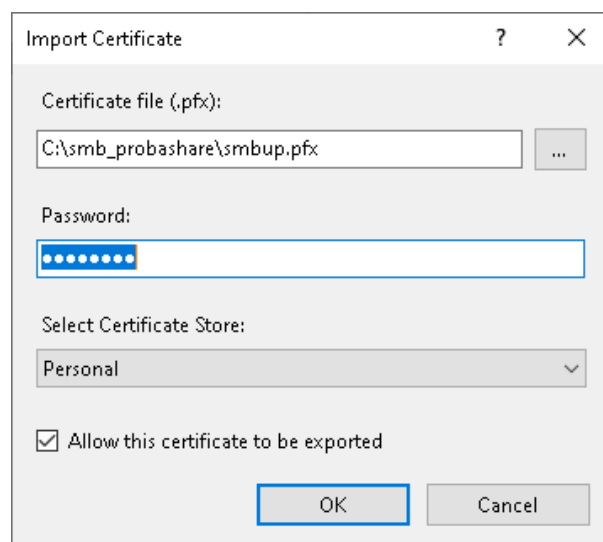 Import Certificate ?
Certificate file (.pfx):
C:\smb_probashare\smbup.pfx ...
Password:
●●●●●●●●
Select Certificate Store:
Personal
Allow this certificate to be exported
OK Cancel